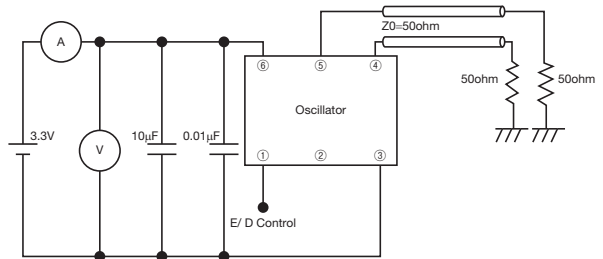 Z0=50ohm
A
⑥ ⑤ ④
50ohm 50ohm
Oscillator
3.3V V 10µF 0.01µF
① ② ③
E/ D Control